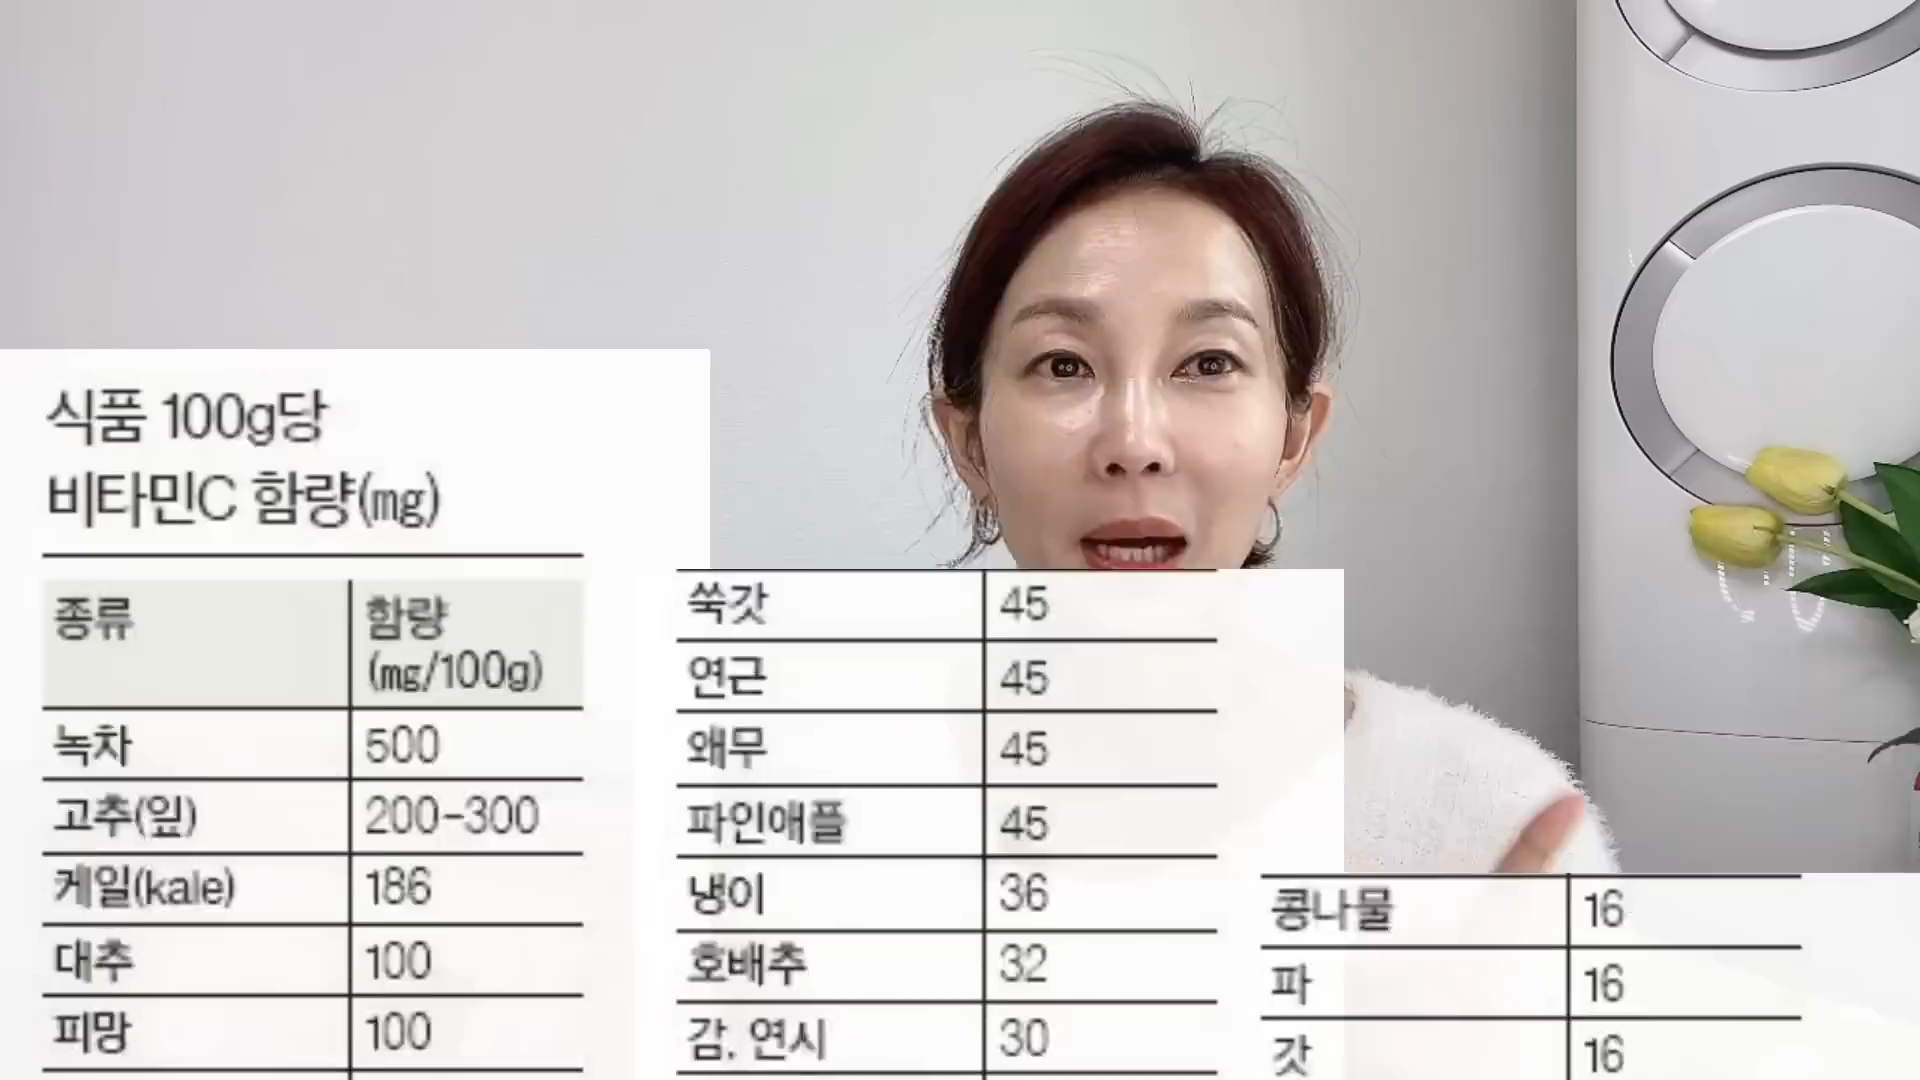 식품 100g당
비타민C 함량(㎎)
종류 함량
(㎎/100g)
녹차 500
고추(잎) 200-300
케일(kale) 186
대추 100
피망 100
쑥갓 45
연근 45
왜무 45
파인애플 45
냉이 36
호배추 32
감, 연시 30
콩나물 16
파 16
갓 16